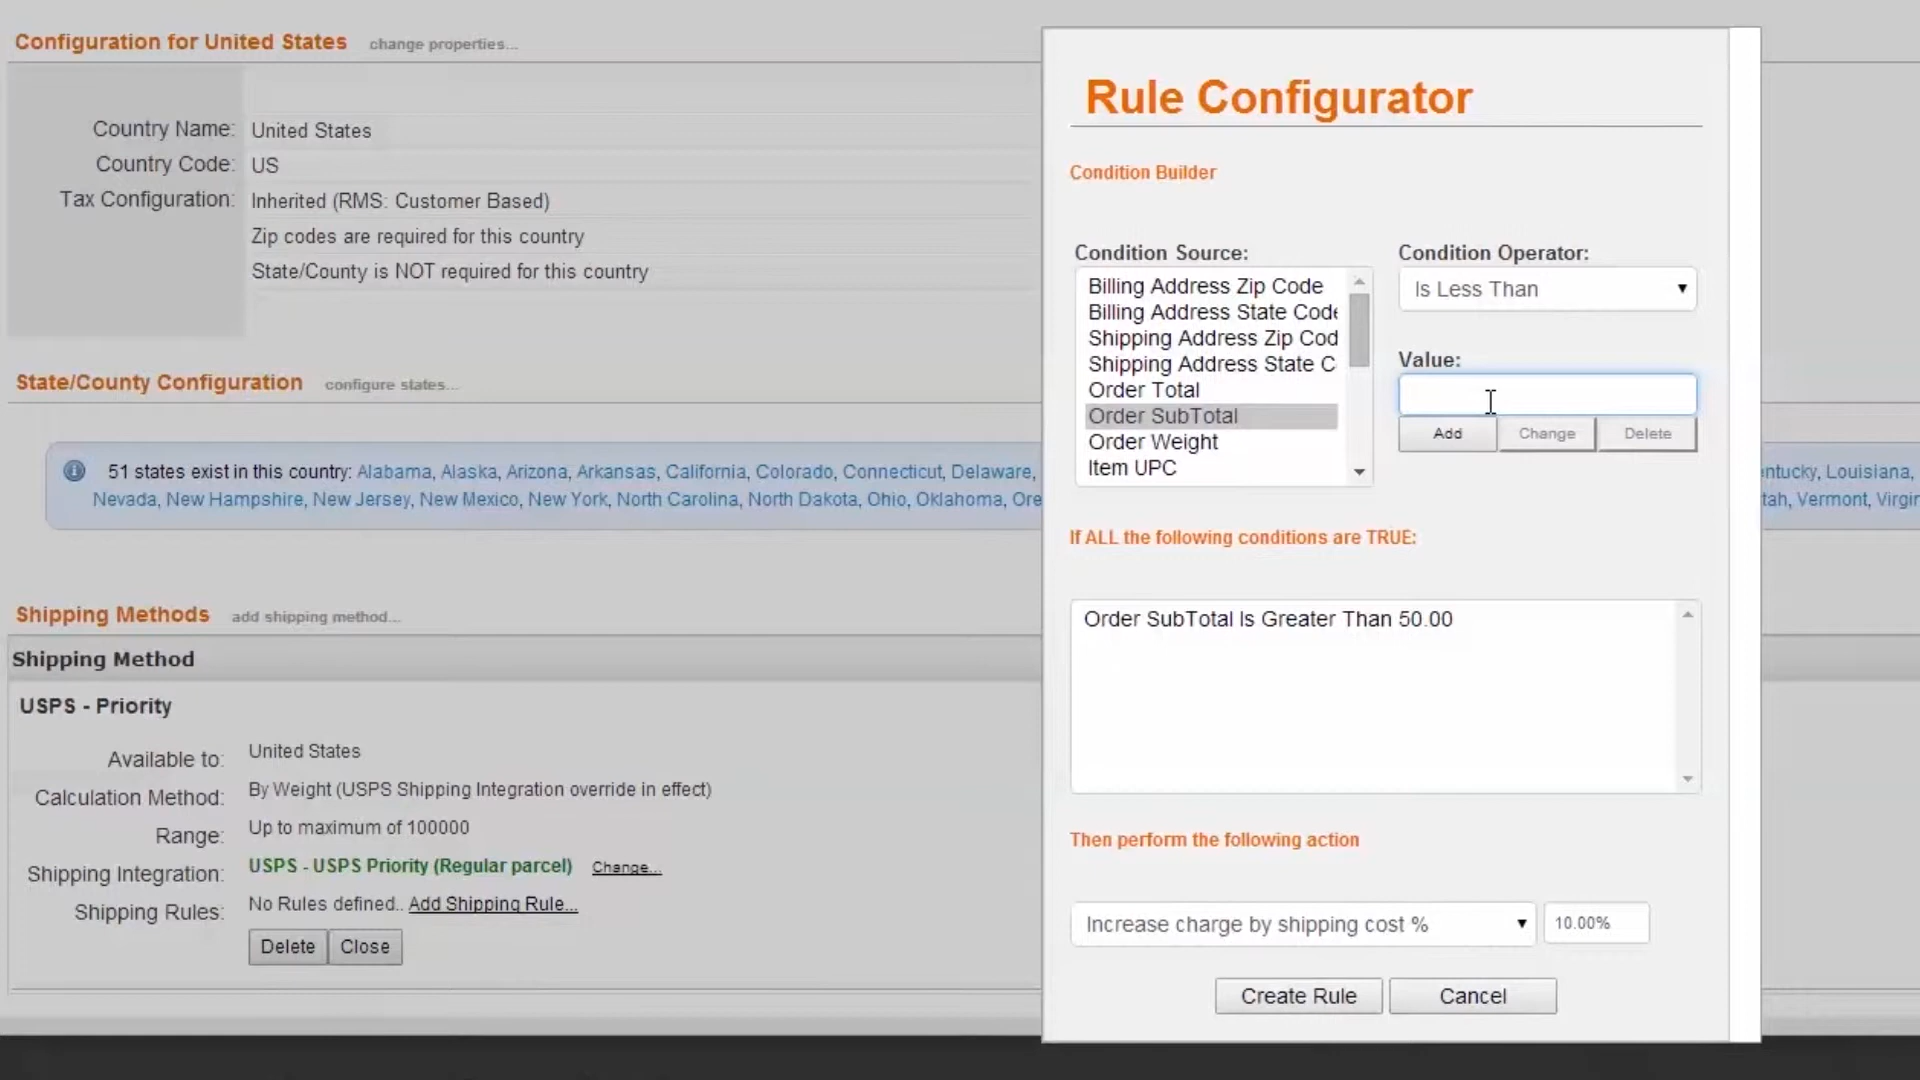 Configuration for United States change properties...
Country Name: United States
Country Code: US
Tax Configuration: Inherited (RMS: Customer Based)
Zip codes are required for this country
State/County is NOT required for this country
State/County Configuration configure states...
51 states exist in this country: Alabama, Alaska, Arizona, Arkansas, California, Colorado, Connecticut, Delaware,
Nevada, New Hampshire, New Jersey, New Mexico, New York, North Carolina, North Dakota, Ohio, Oklahoma, Ore
entucky, Louisiana,
tah, Vermont, Virgin
Shipping Methods add shipping method...
Shipping Method
USPS - Priority
Available to: United States
Calculation Method: By Weight (USPS Shipping Integration override in effect)
Range: Up to maximum of 100000
Shipping Integration: USPS - USPS Priority (Regular parcel) Change...
Shipping Rules: No Rules defined.. Add Shipping Rule...
Delete Close
Rule Configurator
Condition Builder
Condition Source:
Billing Address Zip Code
Billing Address State Code
Shipping Address Zip Cod
Shipping Address State C
Order Total
Order SubTotal
Order Weight
Item UPC
Condition Operator:
Is Less Than
Value:
Add Change Delete
If ALL the following conditions are TRUE:
Order SubTotal Is Greater Than 50.00
Then perform the following action
Increase charge by shipping cost % 10.00%
Create Rule Cancel